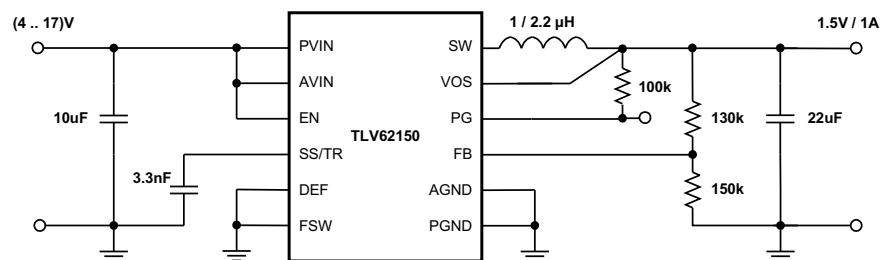 (4 .. 17)V
1 / 2.2 µH
1.5V / 1A
PVIN
SW
AVIN
VOS
100k
10uF
EN
PG
130k
22uF
TLV62150
3.3nF
SS/TR
FB
DEF
AGND
150k
FSW
PGND